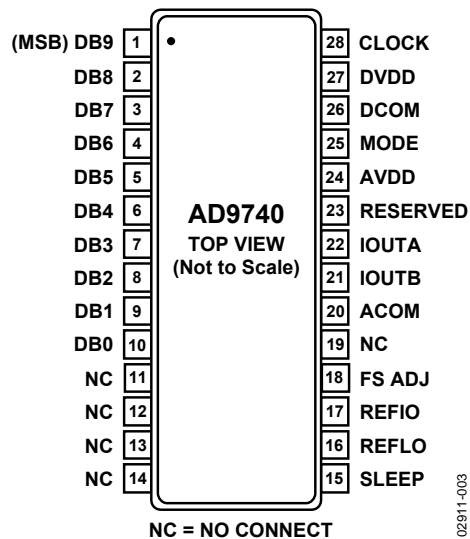 (MSB) DB9 1
DB8 2
DB7 3
DB6 4
DB5 5
DB4 6
DB3 7
DB2 8
DB1 9
DB0 10
NC 11
NC 12
NC 13
NC 14
AD9740
TOP VIEW
(Not to Scale)
28 CLOCK
27 DVDD
26 DCOM
25 MODE
24 AVDD
23 RESERVED
22 IOUTA
21 IOUTB
20 ACOM
19 NC
18 FS ADJ
17 REFIO
16 REFLO
15 SLEEP
NC = NO CONNECT
02911-003